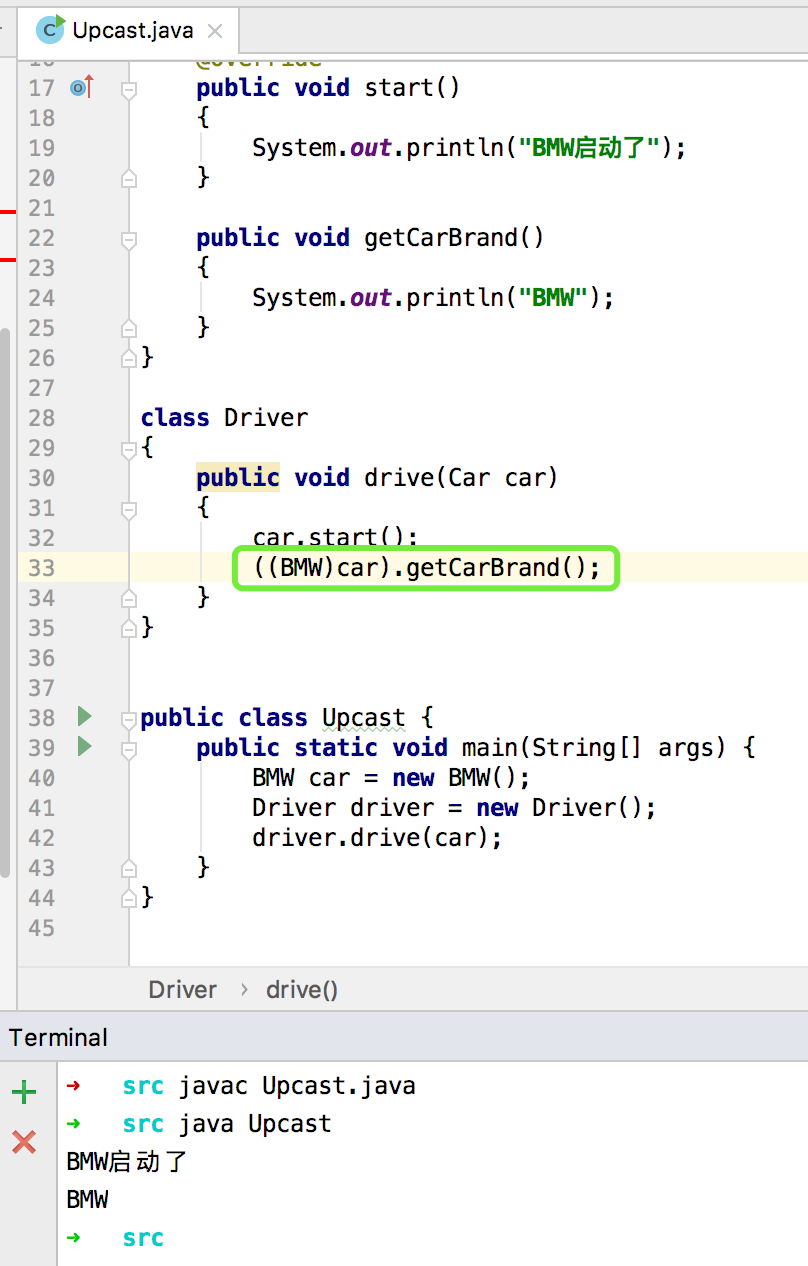 Upcast.java
16 @Override
17 public void start()
18 {
19 System.out.println("BMW启动了");
20 }
21
22 public void getCarBrand()
23 {
24 System.out.println("BMW");
25 }
26 }
27
28 class Driver
29 {
30 public void drive(Car car)
31 {
32 car.start();
33 ((BMW)car).getCarBrand();
34 }
35 }
36
37
38 public class Upcast {
39 public static void main(String[] args) {
40 BMW car = new BMW();
41 Driver driver = new Driver();
42 driver.drive(car);
43 }
44 }
45
Driver › drive()
Terminal
➜ src javac Upcast.java
➜ src java Upcast
BMW启动了
BMW
➜ src